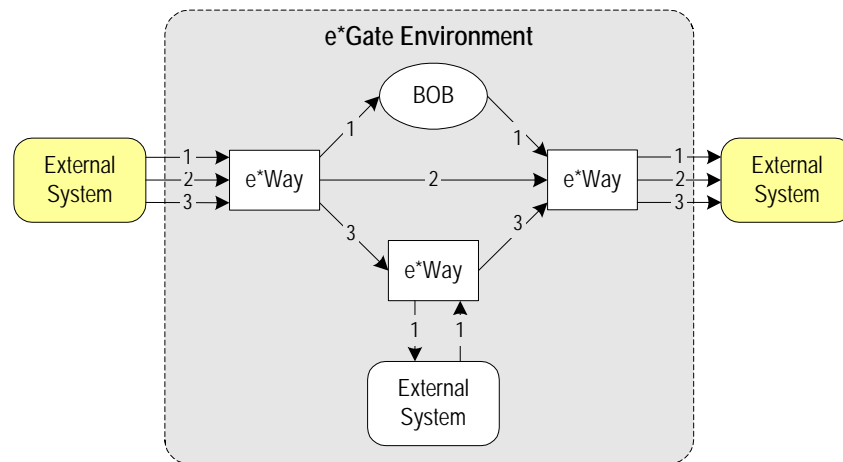 e*Gate Environment
BOB
1
1
External
System
1
2
3
e*Way
2
e*Way
1
2
3
External
System
3
3
e*Way
1
1
External
System